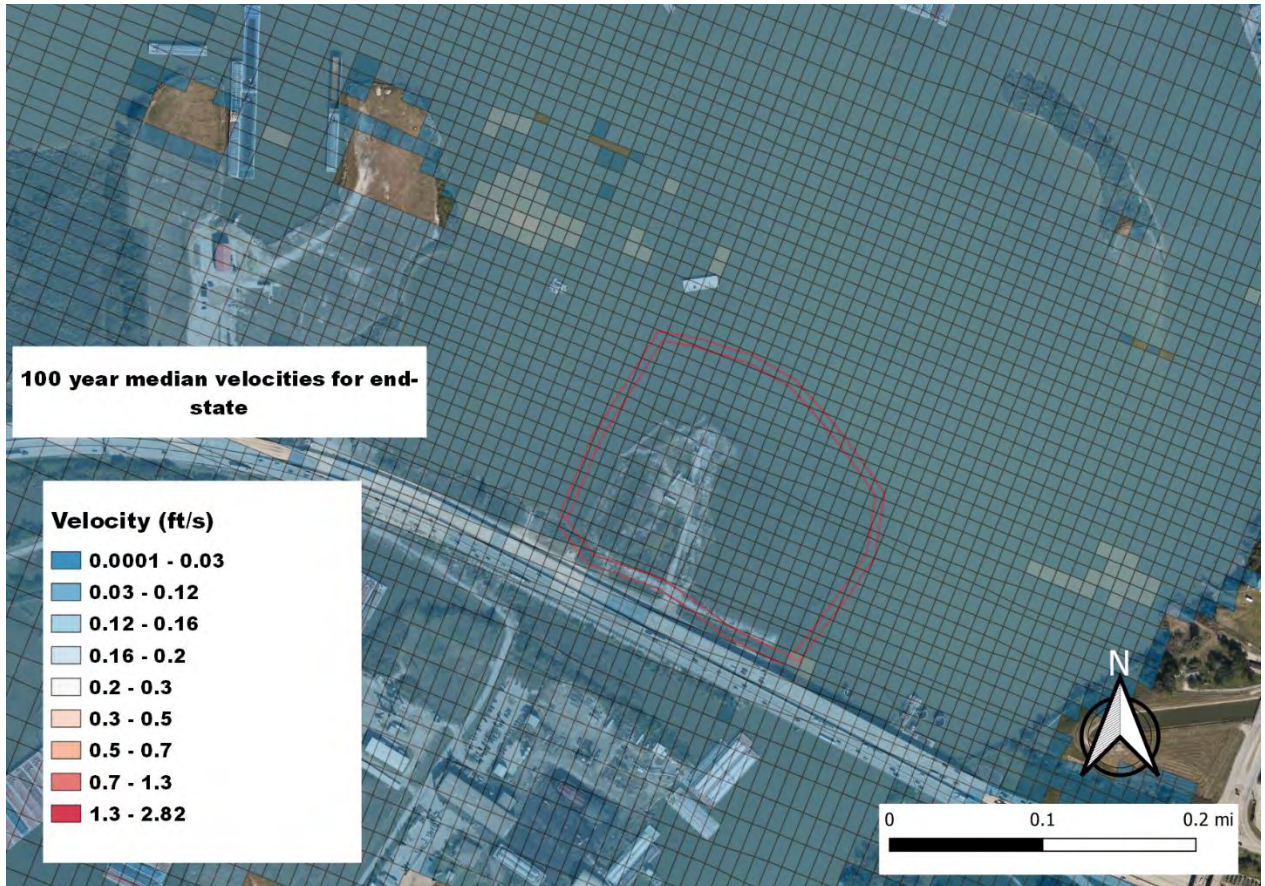 100 year median velocities for end-
state
Velocity (ft/s)
0.0001 - 0.03
0.03 - 0.12
0.12 - 0.16
0.16 - 0.2
0.2 - 0.3
0.3 - 0.5
0.5 - 0.7
0.7 - 1.3
1.3 - 2.82
N
0 0.1 0.2 mi